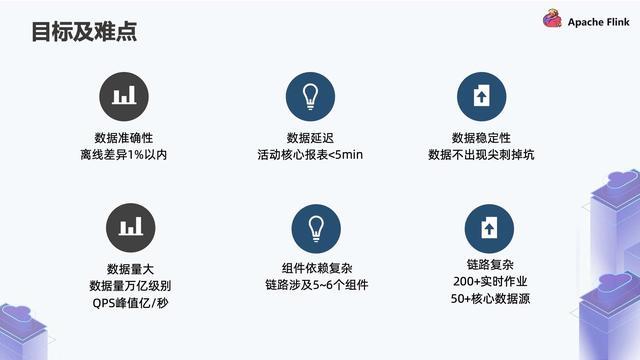 目标及难点
Apache Flink
数据准确性
离线差异1%以内
数据延迟
活动核心报表<5min
数据稳定性
数据不出现尖刺掉坑
数据量大
数据量万亿级别
QPS峰值亿/秒
组件依赖复杂
链路涉及5~6个组件
链路复杂
200+实时作业
50+核心数据源